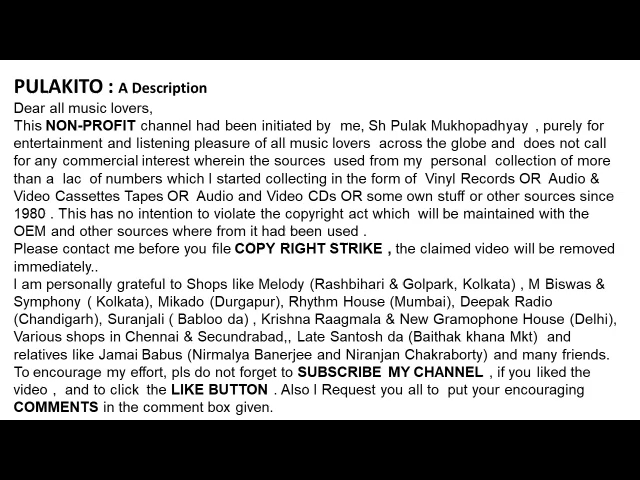 PULAKITO : A Description
Dear all music lovers,
This NON-PROFIT channel had been initiated by me, Sh Pulak Mukhopadhyay , purely for
entertainment and listening pleasure of all music lovers across the globe and does not call
for any commercial interest wherein the sources used from my personal collection of more
than a lac of numbers which I started collecting in the form of Vinyl Records OR Audio &
Video Cassettes Tapes OR Audio and Video CDs OR some own stuff or other sources since
1980 . This has no intention to violate the copyright act which will be maintained with the
OEM and other sources where from it had been used .
Please contact me before you file COPY RIGHT STRIKE , the claimed video will be removed
immediately..
I am personally grateful to Shops like Melody (Rashbihari & Golpark, Kolkata) , M Biswas &
Symphony ( Kolkata), Mikado (Durgapur), Rhythm House (Mumbai), Deepak Radio
(Chandigarh), Suranjali ( Babloo da) , Krishna Raagmala & New Gramophone House (Delhi),
Various shops in Chennai & Secundrabad,, Late Santosh da (Baithak khana Mkt) and
relatives like Jamai Babus (Nirmalya Banerjee and Niranjan Chakraborty) and many friends.
To encourage my effort, pls do not forget to SUBSCRIBE MY CHANNEL , if you liked the
video , and to click the LIKE BUTTON . Also I Request you all to put your encouraging
COMMENTS in the comment box given.